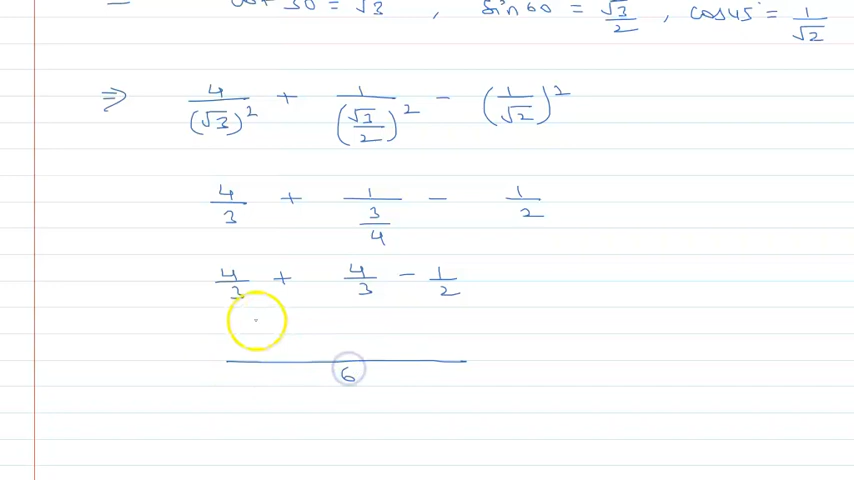 = cot 30 = √3 , sin 60 = √3/2 , cos 45° = 1/√2
⇒ 4/(√3)² + 1/(√3/2)² − (1/√2)²
4/3 + 1/(3/4) − 1/2
4/3 + 4/3 − 1/2
6